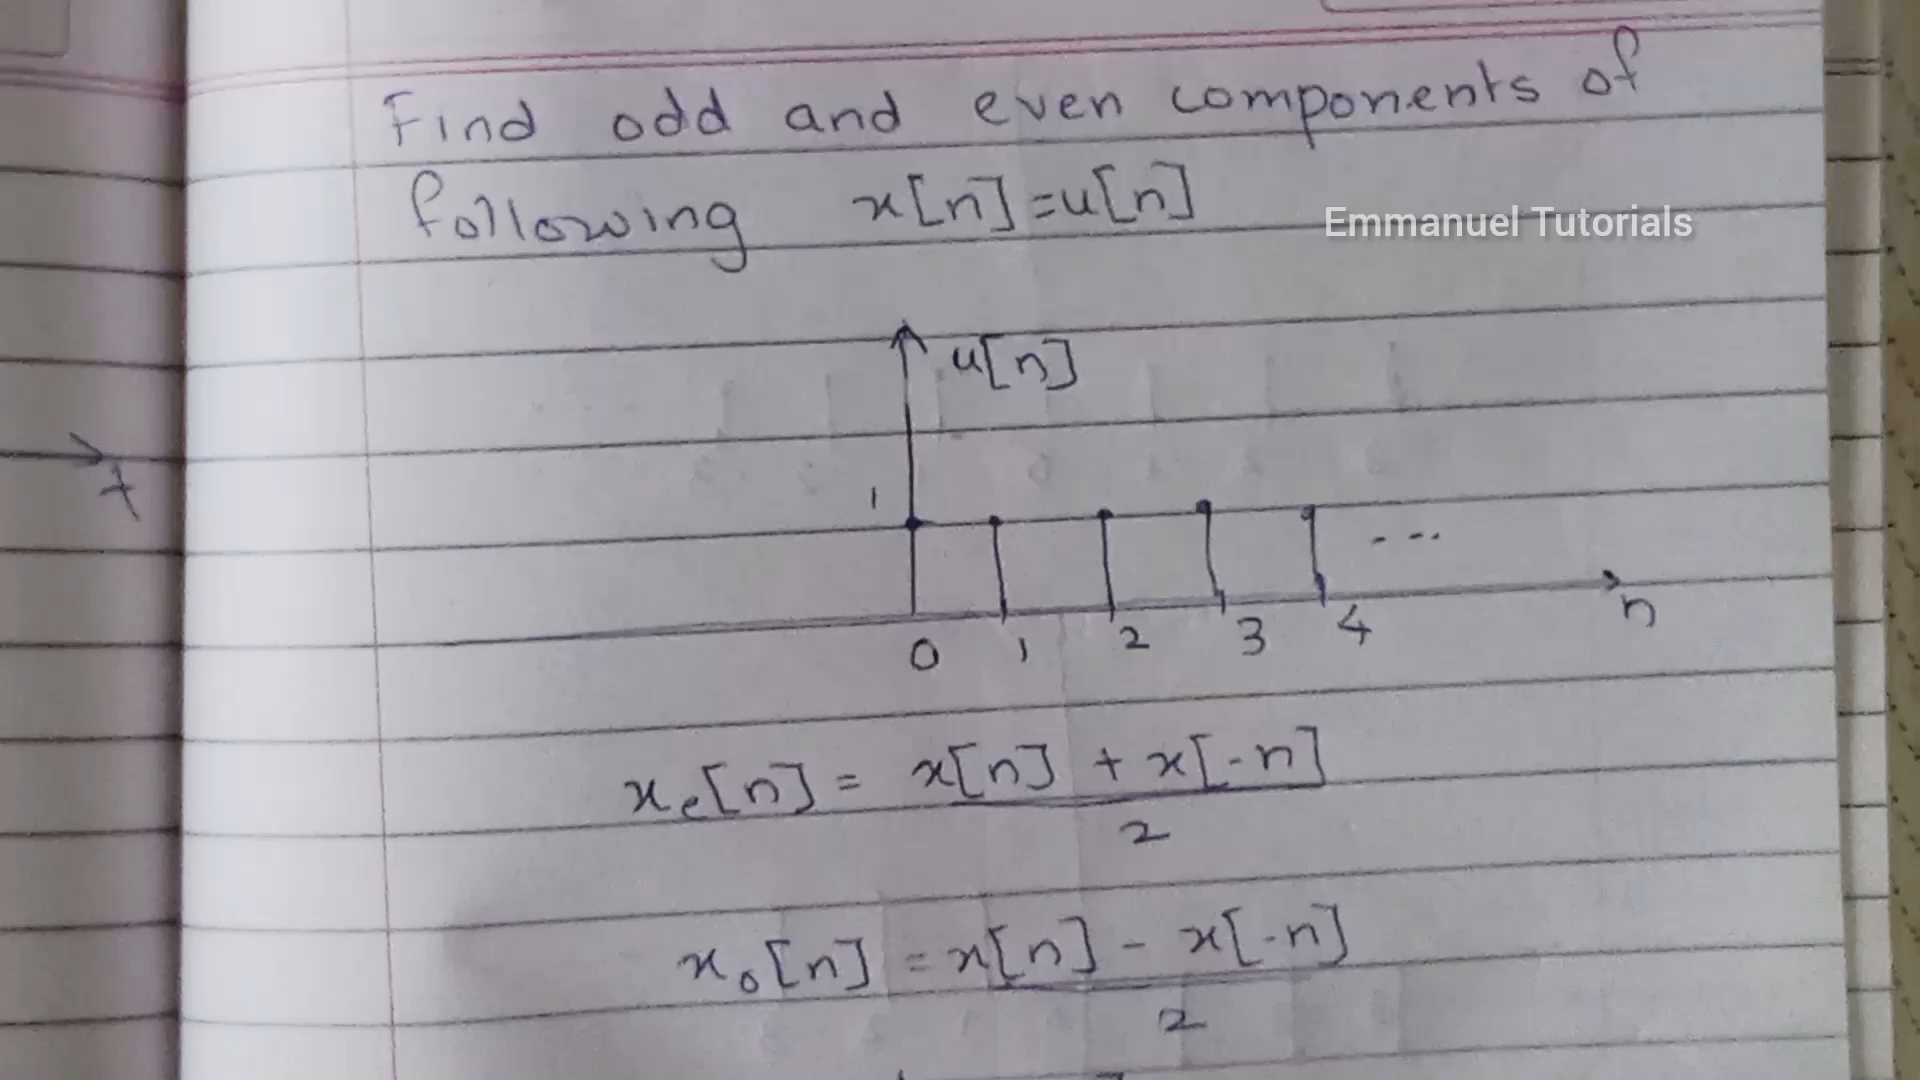 Find odd and even components of
following x[n]=u[n]
Emmanuel Tutorials
u[n]
1
...
0 1 2 3 4 n
t
xe[n] = x[n] + x[-n]
2
xo[n] = x[n] - x[-n]
2